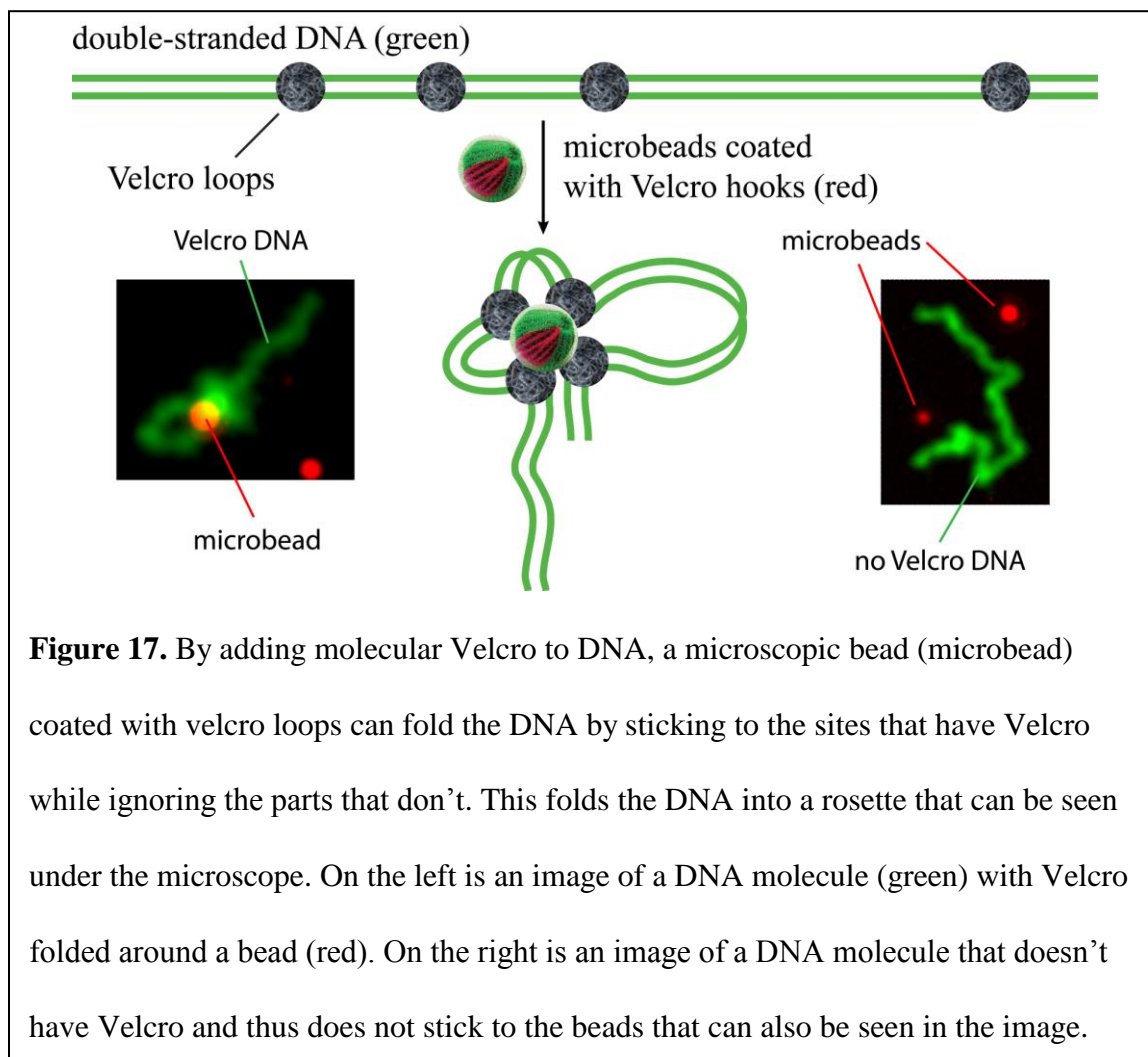 double-stranded DNA (green)
Velcro loops
microbeads coated
with Velcro hooks (red)
Velcro DNA
microbeads
microbead
no Velcro DNA
Figure 17. By adding molecular Velcro to DNA, a microscopic bead (microbead)
coated with velcro loops can fold the DNA by sticking to the sites that have Velcro
while ignoring the parts that don’t. This folds the DNA into a rosette that can be seen
under the microscope. On the left is an image of a DNA molecule (green) with Velcro
folded around a bead (red). On the right is an image of a DNA molecule that doesn’t
have Velcro and thus does not stick to the beads that can also be seen in the image.